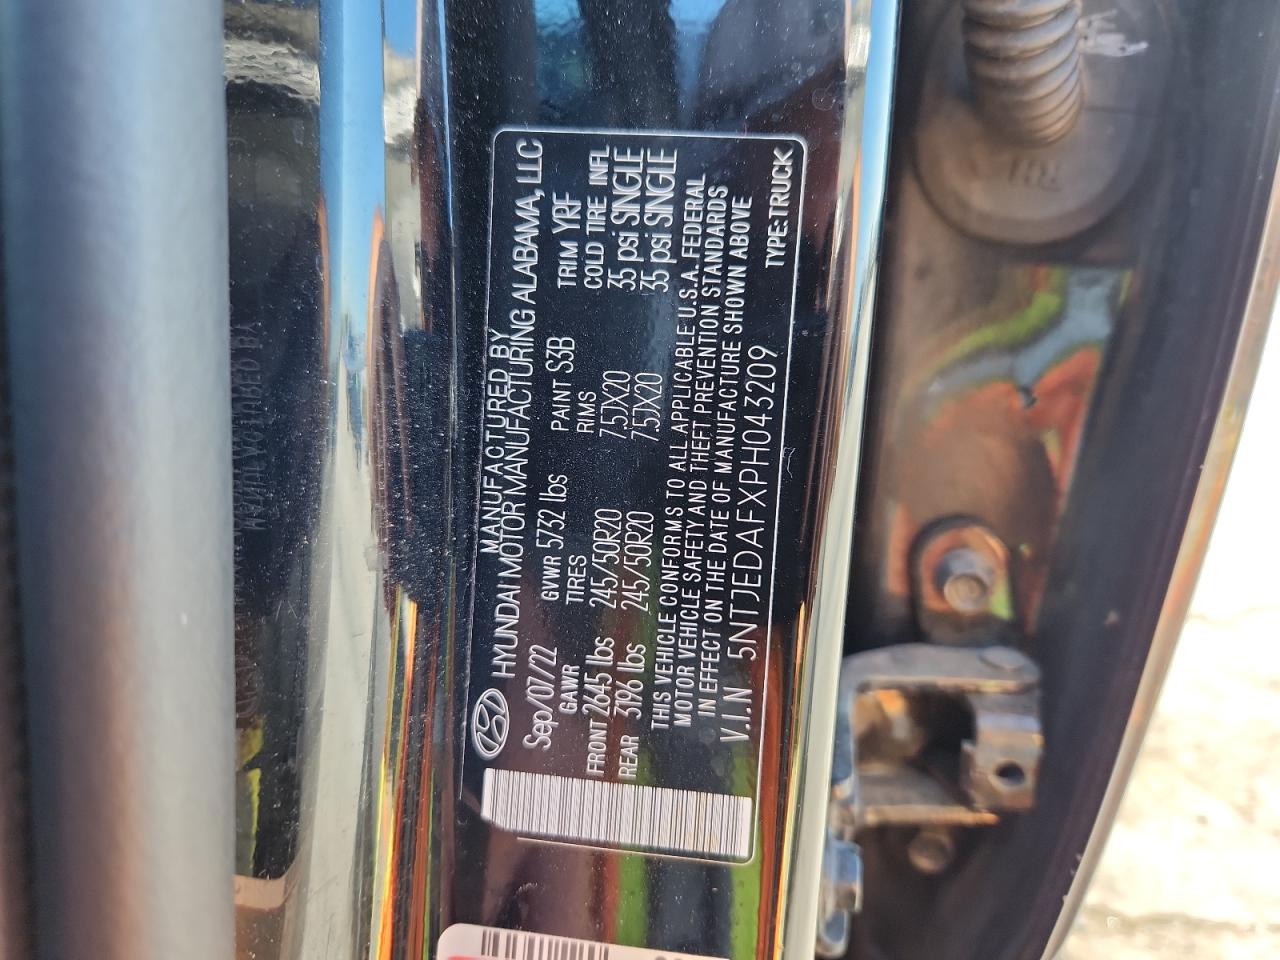 MANUFACTURED BY
HYUNDAI MOTOR MANUFACTURING ALABAMA, LLC
Sep/07/22 GVWR 5732 lbs PAINT S3B TRIM YRF
GAWR TIRES RIMS COLD TIRE INFL
FRONT 2645 lbs 245/50R20 7.5JX20 35 psi SINGLE
REAR 3196 lbs 245/50R20 7.5JX20 35 psi SINGLE
THIS VEHICLE CONFORMS TO ALL APPLICABLE U.S.A. FEDERAL
MOTOR VEHICLE SAFETY AND THEFT PREVENTION STANDARDS
IN EFFECT ON THE DATE OF MANUFACTURE SHOWN ABOVE
V.I.N 5NTJEDAFXPH043209 TYPE:TRUCK